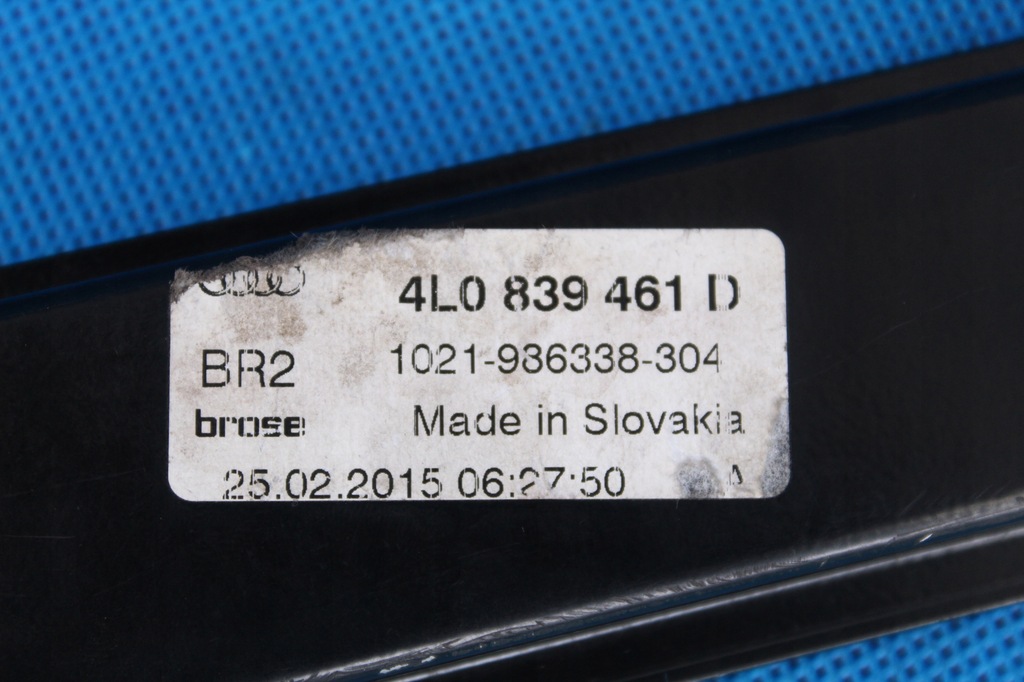 4L0 839 461 D
BR2 1021-986338-304
brose Made in Slovakia
25.02.2015 06:27:50 A